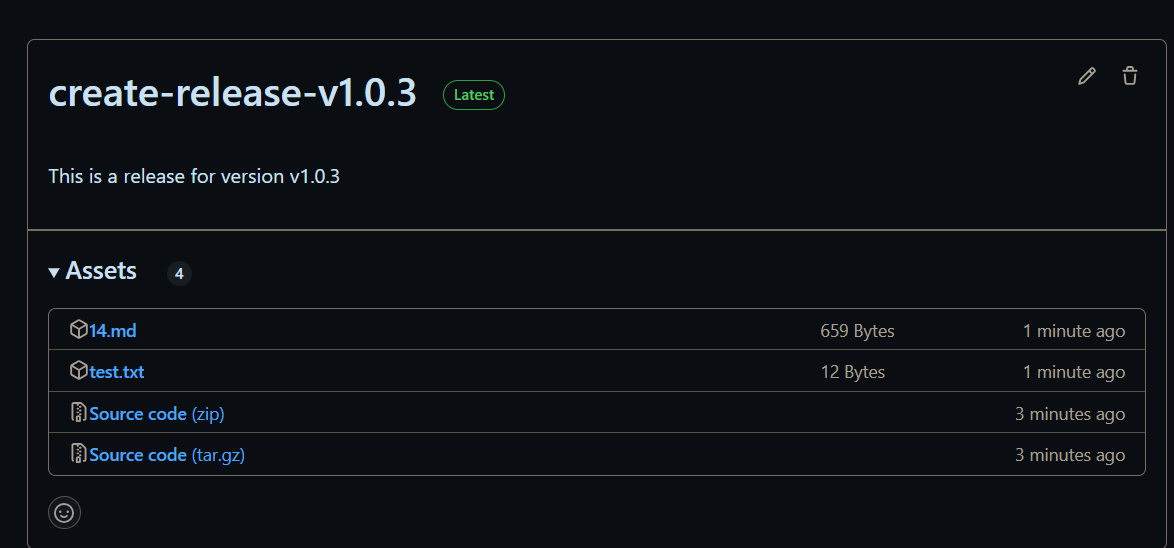 create-release-v1.0.3 Latest
This is a release for version v1.0.3
Assets 4
14.md 659 Bytes 1 minute ago
test.txt 12 Bytes 1 minute ago
Source code (zip) 3 minutes ago
Source code (tar.gz) 3 minutes ago